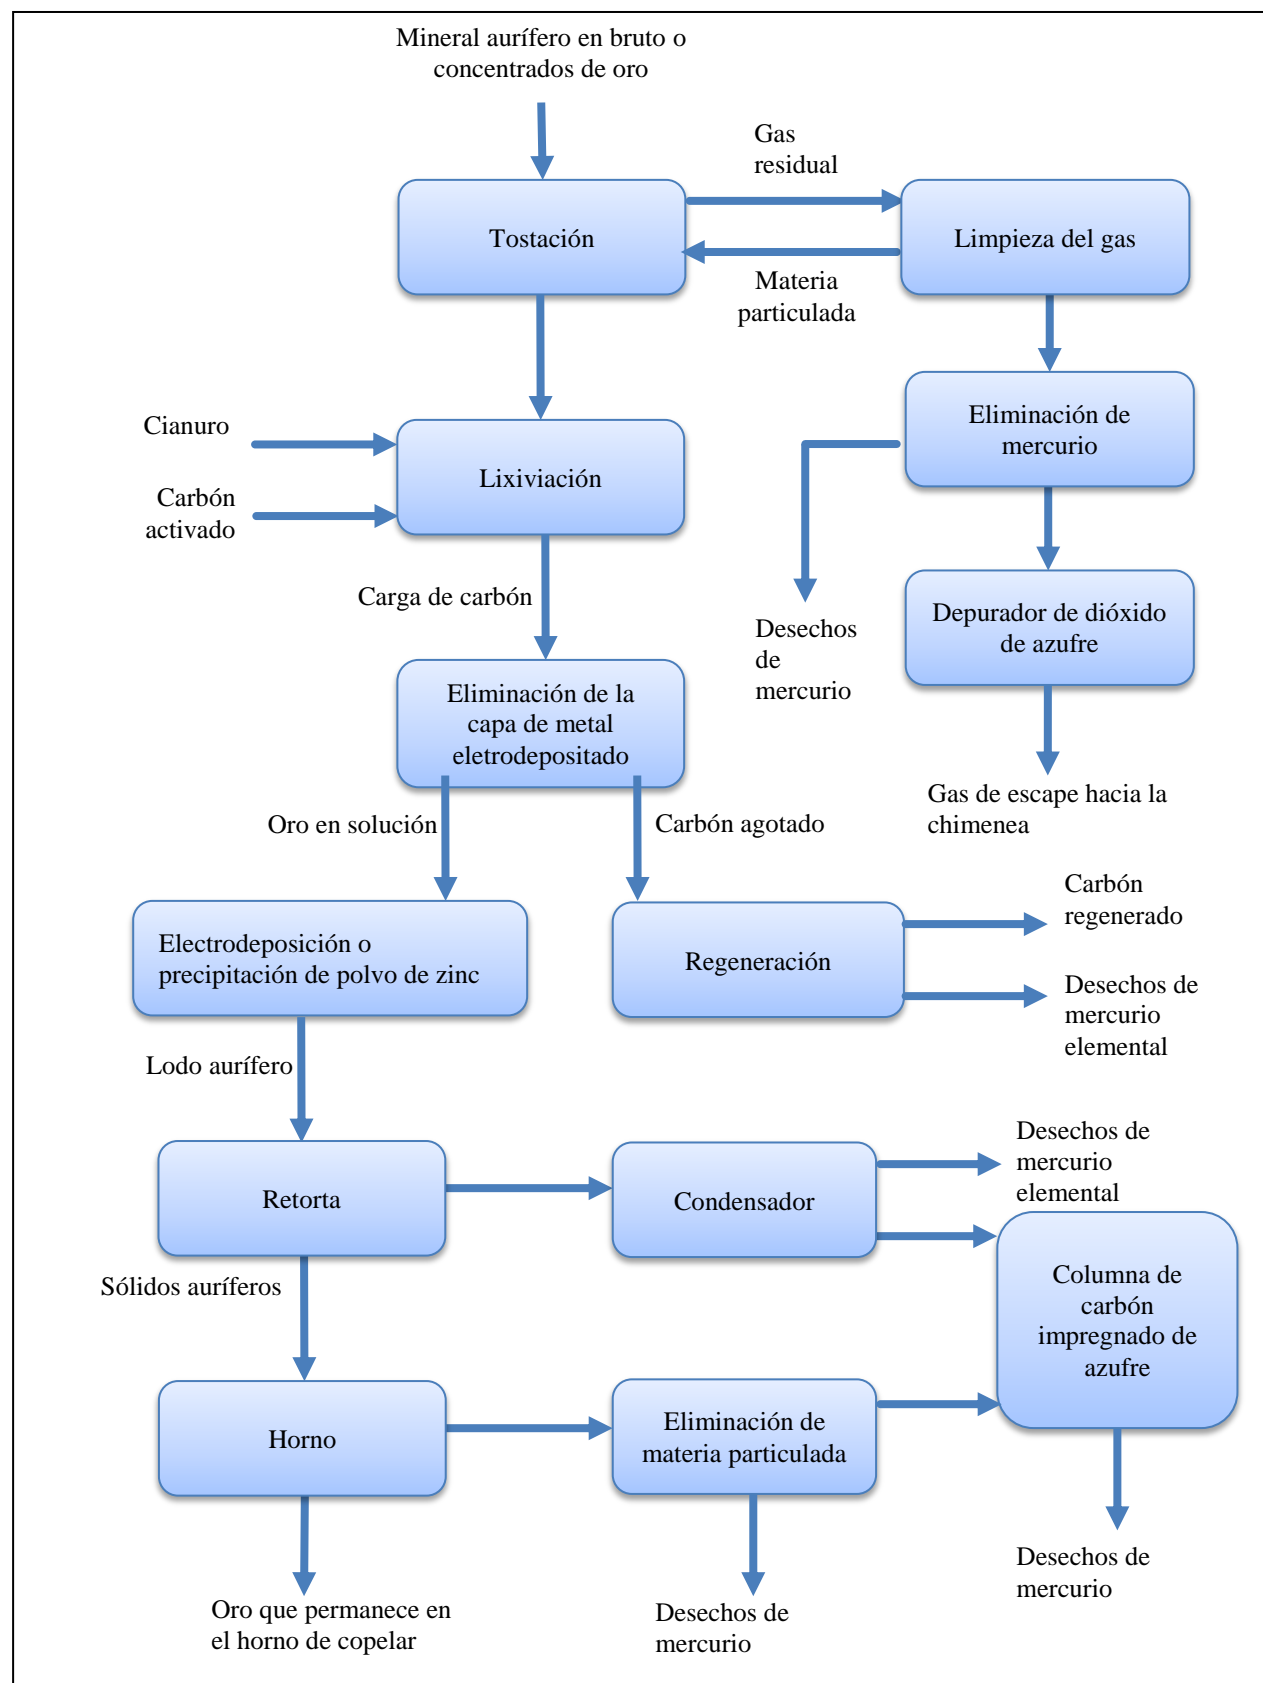 Mineral aurífero en bruto o
concentrados de oro
Gas
residual
Tostación
Limpieza del gas
Materia
particulada
Cianuro
Carbón
activado
Lixiviación
Eliminación de
mercurio
Carga de carbón
Desechos
de
mercurio
Depurador de dióxido
de azufre
Eliminación de la
capa de metal
eletrodepositado
Gas de escape hacia la
chimenea
Oro en solución
Carbón agotado
Electrodeposición o
precipitación de polvo de zinc
Regeneración
Carbón
regenerado
Desechos de
mercurio
elemental
Lodo aurífero
Retorta
Condensador
Desechos de
mercurio
elemental
Sólidos auríferos
Columna de
carbón
impregnado de
azufre
Horno
Eliminación de
materia particulada
Oro que permanece en
el horno de copelar
Desechos de
mercurio
Desechos de
mercurio